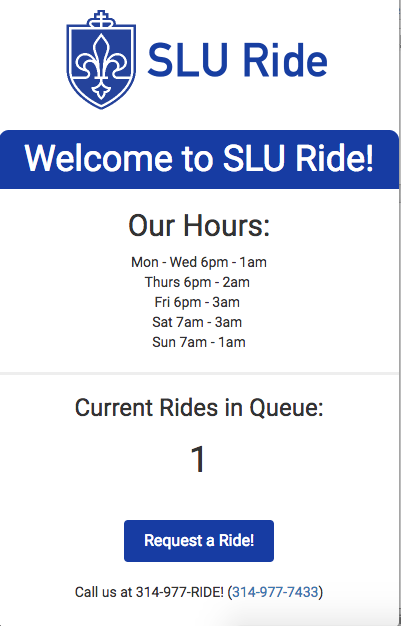 SLU Ride
Welcome to SLU Ride!
Our Hours:
Mon - Wed 6pm - 1am
Thurs 6pm - 2am
Fri 6pm - 3am
Sat 7am - 3am
Sun 7am - 1am
Current Rides in Queue:
1
Request a Ride!
Call us at 314-977-RIDE! (314-977-7433)